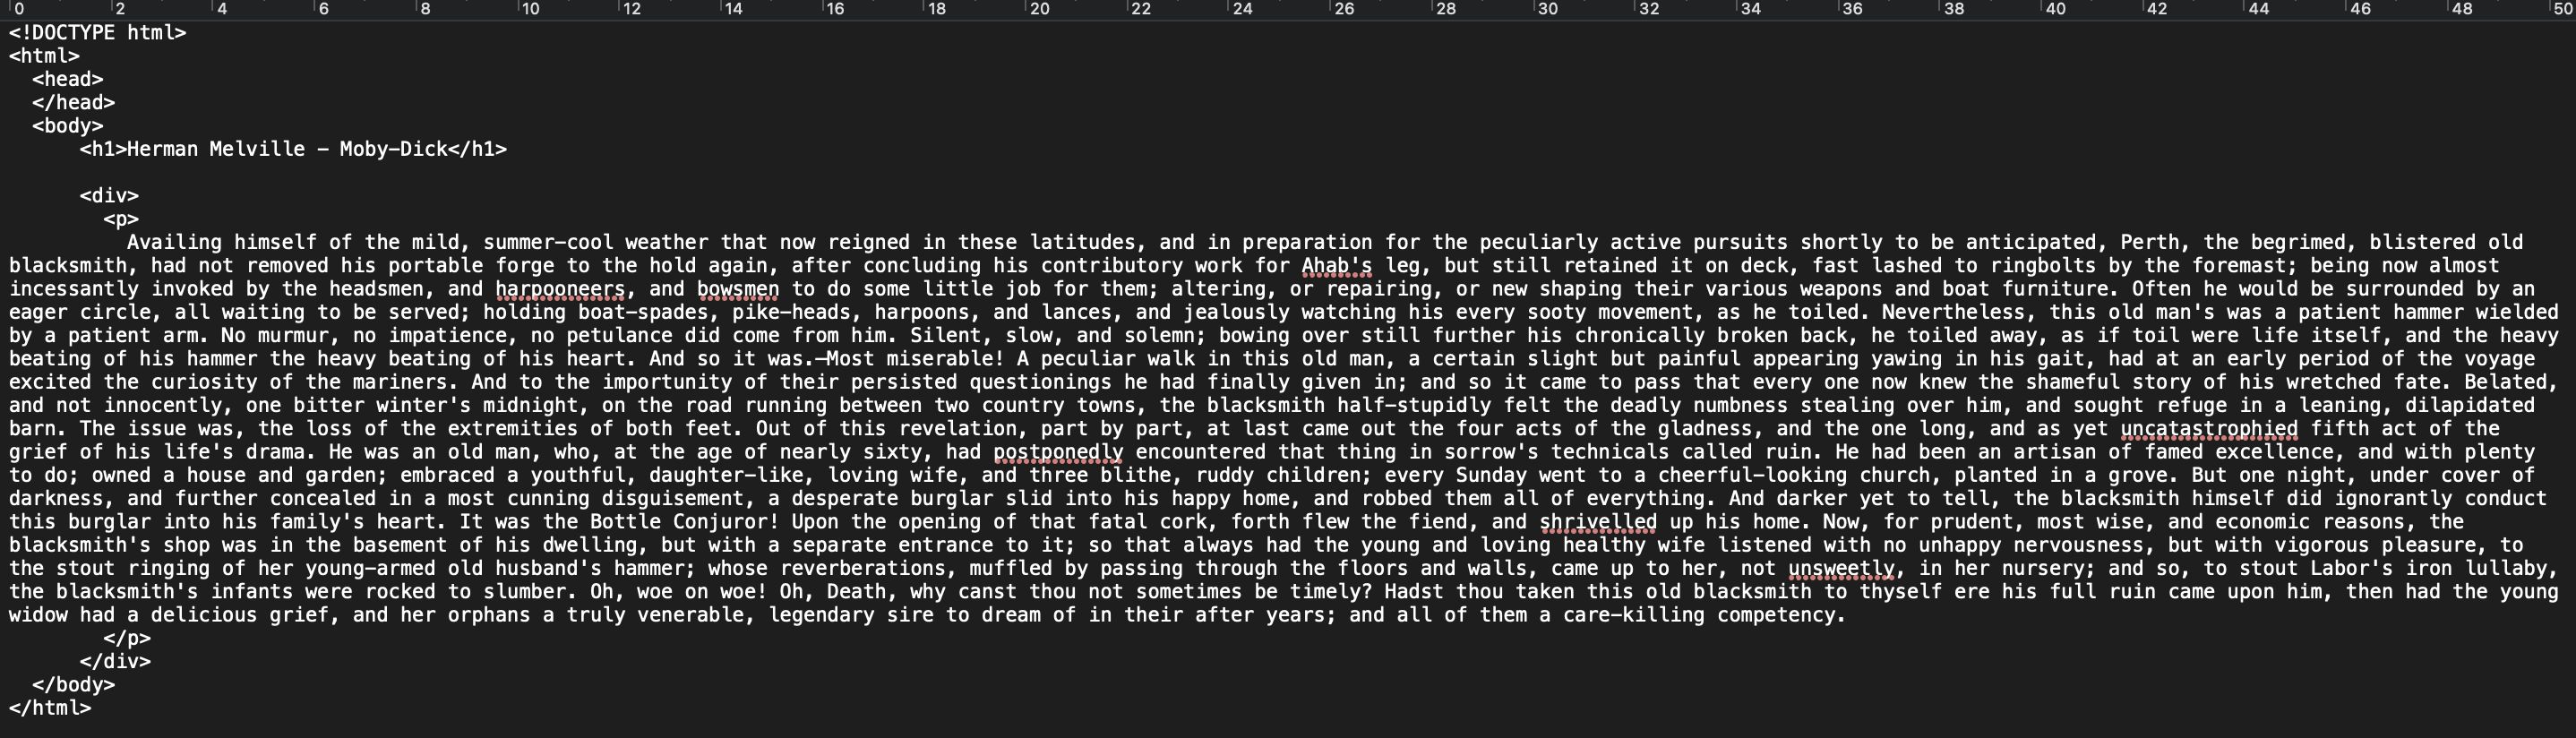 0 2 4 6 8 10 12 14 16 18 20 22 24 26 28 30 32 34 36 38 40 42 44 46 48 50
<!DOCTYPE html>
<html>
  <head>
  </head>
  <body>
      <h1>Herman Melville – Moby-Dick</h1>

      <div>
        <p>
          Availing himself of the mild, summer-cool weather that now reigned in these latitudes, and in preparation for the peculiarly active pursuits shortly to be anticipated, Perth, the begrimed, blistered old
blacksmith, had not removed his portable forge to the hold again, after concluding his contributory work for Ahab's leg, but still retained it on deck, fast lashed to ringbolts by the foremast; being now almost
incessantly invoked by the headsmen, and harpooneers, and bowsmen to do some little job for them; altering, or repairing, or new shaping their various weapons and boat furniture. Often he would be surrounded by an
eager circle, all waiting to be served; holding boat-spades, pike-heads, harpoons, and lances, and jealously watching his every sooty movement, as he toiled. Nevertheless, this old man's was a patient hammer wielded
by a patient arm. No murmur, no impatience, no petulance did come from him. Silent, slow, and solemn; bowing over still further his chronically broken back, he toiled away, as if toil were life itself, and the heavy
beating of his hammer the heavy beating of his heart. And so it was.—Most miserable! A peculiar walk in this old man, a certain slight but painful appearing yawing in his gait, had at an early period of the voyage
excited the curiosity of the mariners. And to the importunity of their persisted questionings he had finally given in; and so it came to pass that every one now knew the shameful story of his wretched fate. Belated,
and not innocently, one bitter winter's midnight, on the road running between two country towns, the blacksmith half-stupidly felt the deadly numbness stealing over him, and sought refuge in a leaning, dilapidated
barn. The issue was, the loss of the extremities of both feet. Out of this revelation, part by part, at last came out the four acts of the gladness, and the one long, and as yet uncatastrophied fifth act of the
grief of his life's drama. He was an old man, who, at the age of nearly sixty, had postponedly encountered that thing in sorrow's technicals called ruin. He had been an artisan of famed excellence, and with plenty
to do; owned a house and garden; embraced a youthful, daughter-like, loving wife, and three blithe, ruddy children; every Sunday went to a cheerful-looking church, planted in a grove. But one night, under cover of
darkness, and further concealed in a most cunning disguisement, a desperate burglar slid into his happy home, and robbed them all of everything. And darker yet to tell, the blacksmith himself did ignorantly conduct
this burglar into his family's heart. It was the Bottle Conjuror! Upon the opening of that fatal cork, forth flew the fiend, and shrivelled up his home. Now, for prudent, most wise, and economic reasons, the
blacksmith's shop was in the basement of his dwelling, but with a separate entrance to it; so that always had the young and loving healthy wife listened with no unhappy nervousness, but with vigorous pleasure, to
the stout ringing of her young-armed old husband's hammer; whose reverberations, muffled by passing through the floors and walls, came up to her, not unsweetly, in her nursery; and so, to stout Labor's iron lullaby,
the blacksmith's infants were rocked to slumber. Oh, woe on woe! Oh, Death, why canst thou not sometimes be timely? Hadst thou taken this old blacksmith to thyself ere his full ruin came upon him, then had the young
widow had a delicious grief, and her orphans a truly venerable, legendary sire to dream of in their after years; and all of them a care-killing competency.
        </p>
      </div>
  </body>
</html>